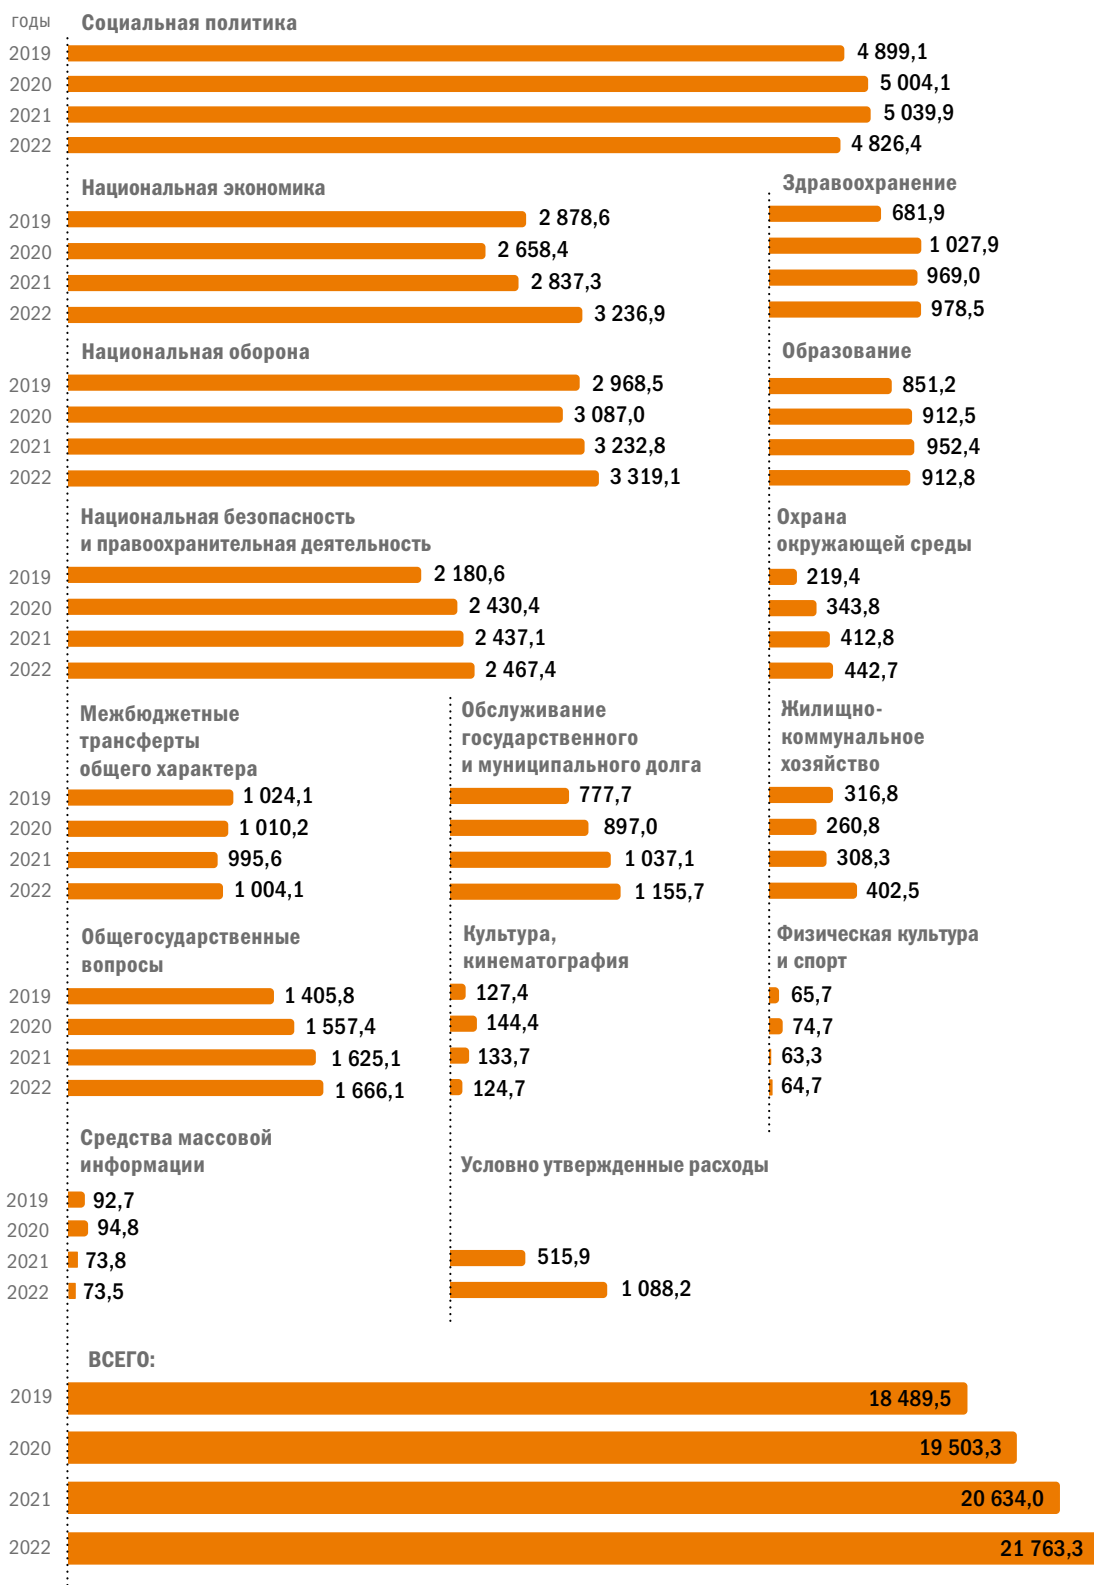 годы
Социальная политика
2019 4 899,1
2020 5 004,1
2021 5 039,9
2022 4 826,4
Национальная экономика
2019 2 878,6
2020 2 658,4
2021 2 837,3
2022 3 236,9
Здравоохранение
681,9
1 027,9
969,0
978,5
Национальная оборона
2019 2 968,5
2020 3 087,0
2021 3 232,8
2022 3 319,1
Образование
851,2
912,5
952,4
912,8
Национальная безопасность
и правоохранительная деятельность
2019 2 180,6
2020 2 430,4
2021 2 437,1
2022 2 467,4
Охрана
окружающей среды
219,4
343,8
412,8
442,7
Межбюджетные
трансферты
общего характера
2019 1 024,1
2020 1 010,2
2021 995,6
2022 1 004,1
Обслуживание
государственного
и муниципального долга
777,7
897,0
1 037,1
1 155,7
Жилищно-
коммунальное
хозяйство
316,8
260,8
308,3
402,5
Общегосударственные
вопросы
2019 1 405,8
2020 1 557,4
2021 1 625,1
2022 1 666,1
Культура,
кинематография
127,4
144,4
133,7
124,7
Физическая культура
и спорт
65,7
74,7
63,3
64,7
Средства массовой
информации
2019 92,7
2020 94,8
2021 73,8
2022 73,5
Условно утвержденные расходы
515,9
1 088,2
ВСЕГО:
2019 18 489,5
2020 19 503,3
2021 20 634,0
2022 21 763,3